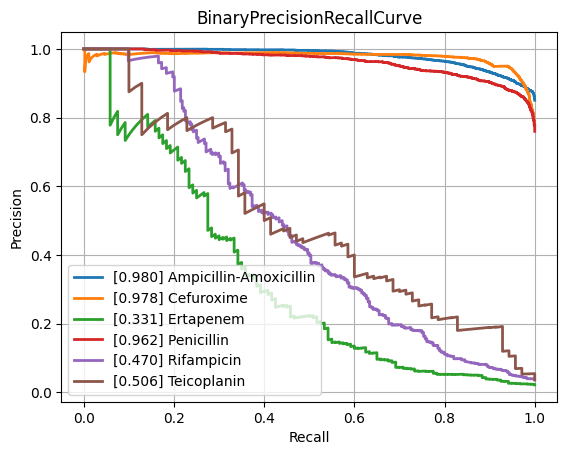 BinaryPrecisionRecallCurve
Precision
1.0
0.8
0.6
0.4
0.2
0.0
[0.980] Ampicillin-Amoxicillin
[0.978] Cefuroxime
[0.331] Ertapenem
[0.962] Penicillin
[0.470] Rifampicin
[0.506] Teicoplanin
0.0 0.2 0.4 0.6 0.8 1.0
Recall